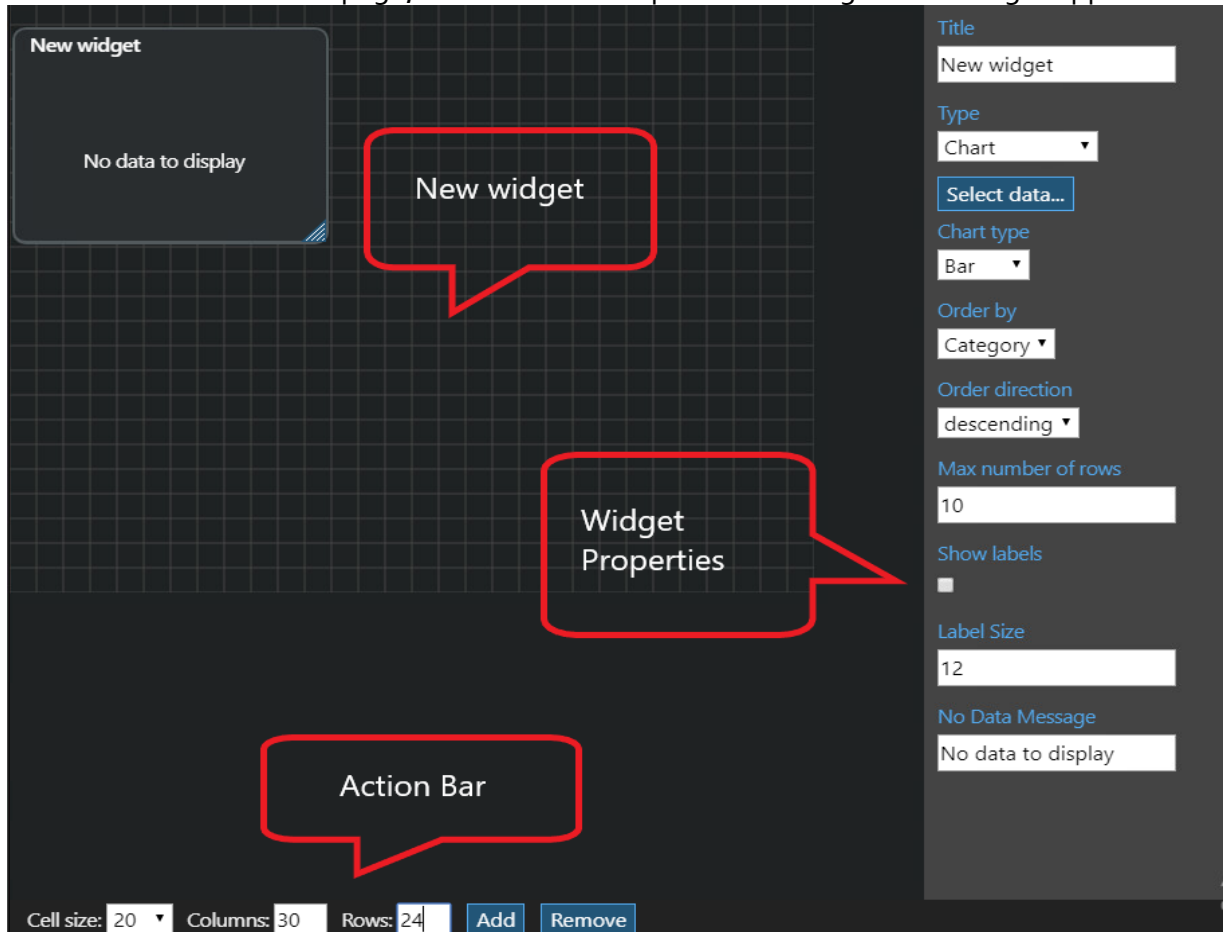 New widget
No data to display
New widget
Widget
Properties
Action Bar
Title
New widget
Type
Chart
Select data...
Chart type
Bar
Order by
Category
Order direction
descending
Max number of rows
10
Show labels
Label Size
12
No Data Message
No data to display
Cell size: 20 Columns: 30 Rows: 24 Add Remove